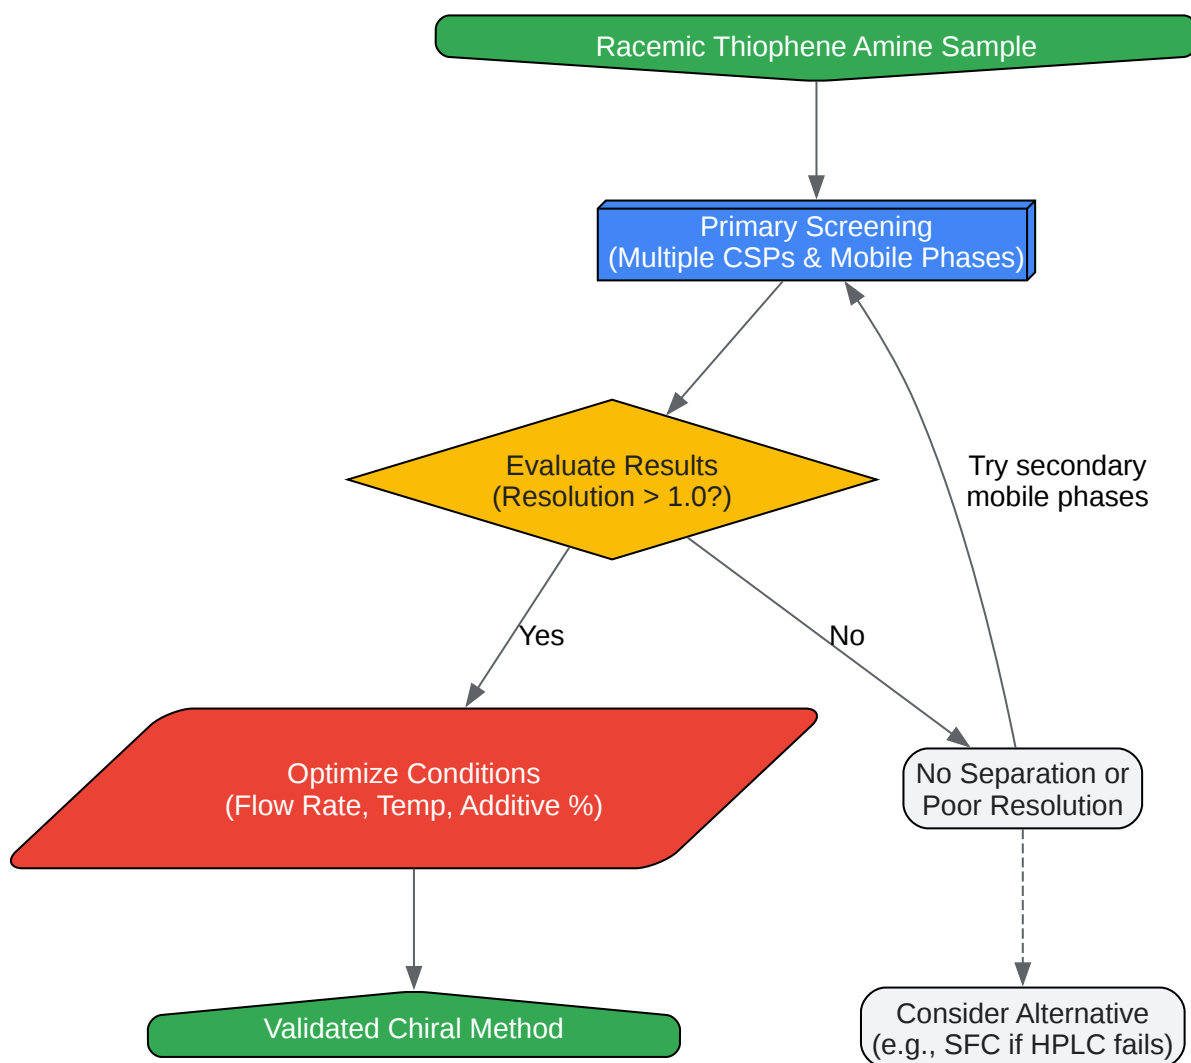 Racemic Thiophene Amine Sample
Primary Screening
(Multiple CSPs & Mobile Phases)
Evaluate Results
(Resolution > 1.0?)
Try secondary
mobile phases
Yes
No
Optimize Conditions
(Flow Rate, Temp, Additive %)
No Separation or
Poor Resolution
Validated Chiral Method
Consider Alternative
(e.g., SFC if HPLC fails)